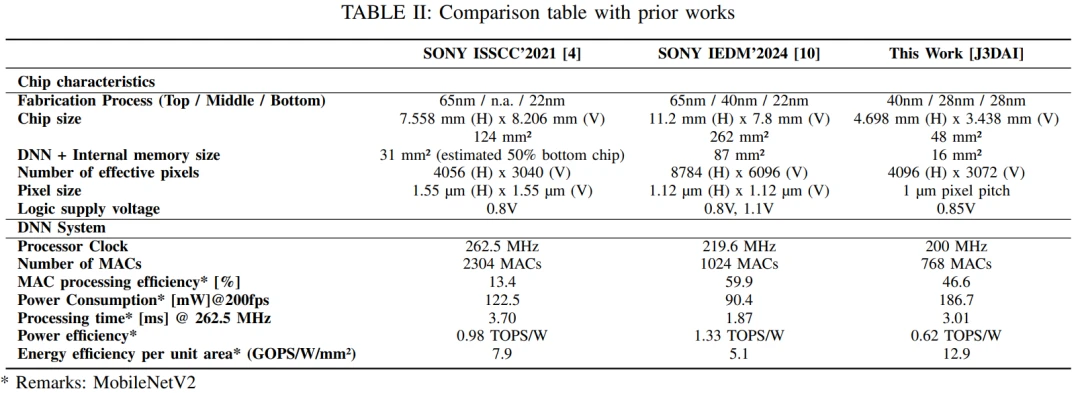 TABLE II: Comparison table with prior works
SONY ISSCC'2021 [4] SONY IEDM'2024 [10] This Work [J3DAI]
Chip characteristics
Fabrication Process (Top / Middle / Bottom) 65nm / n.a. / 22nm 65nm / 40nm / 22nm 40nm / 28nm / 28nm
Chip size 7.558 mm (H) x 8.206 mm (V) 11.2 mm (H) x 7.8 mm (V) 4.698 mm (H) x 3.438 mm (V)
124 mm² 262 mm² 48 mm²
DNN + Internal memory size 31 mm² (estimated 50% bottom chip) 87 mm² 16 mm²
Number of effective pixels 4056 (H) x 3040 (V) 8784 (H) x 6096 (V) 4096 (H) x 3072 (V)
Pixel size 1.55 µm (H) x 1.55 µm (V) 1.12 µm (H) x 1.12 µm (V) 1 µm pixel pitch
Logic supply voltage 0.8V 0.8V, 1.1V 0.85V
DNN System
Processor Clock 262.5 MHz 219.6 MHz 200 MHz
Number of MACs 2304 MACs 1024 MACs 768 MACs
MAC processing efficiency* [%] 13.4 59.9 46.6
Power Consumption* [mW]@200fps 122.5 90.4 186.7
Processing time* [ms] @ 262.5 MHz 3.70 1.87 3.01
Power efficiency* 0.98 TOPS/W 1.33 TOPS/W 0.62 TOPS/W
Energy efficiency per unit area* (GOPS/W/mm²) 7.9 5.1 12.9
* Remarks: MobileNetV2